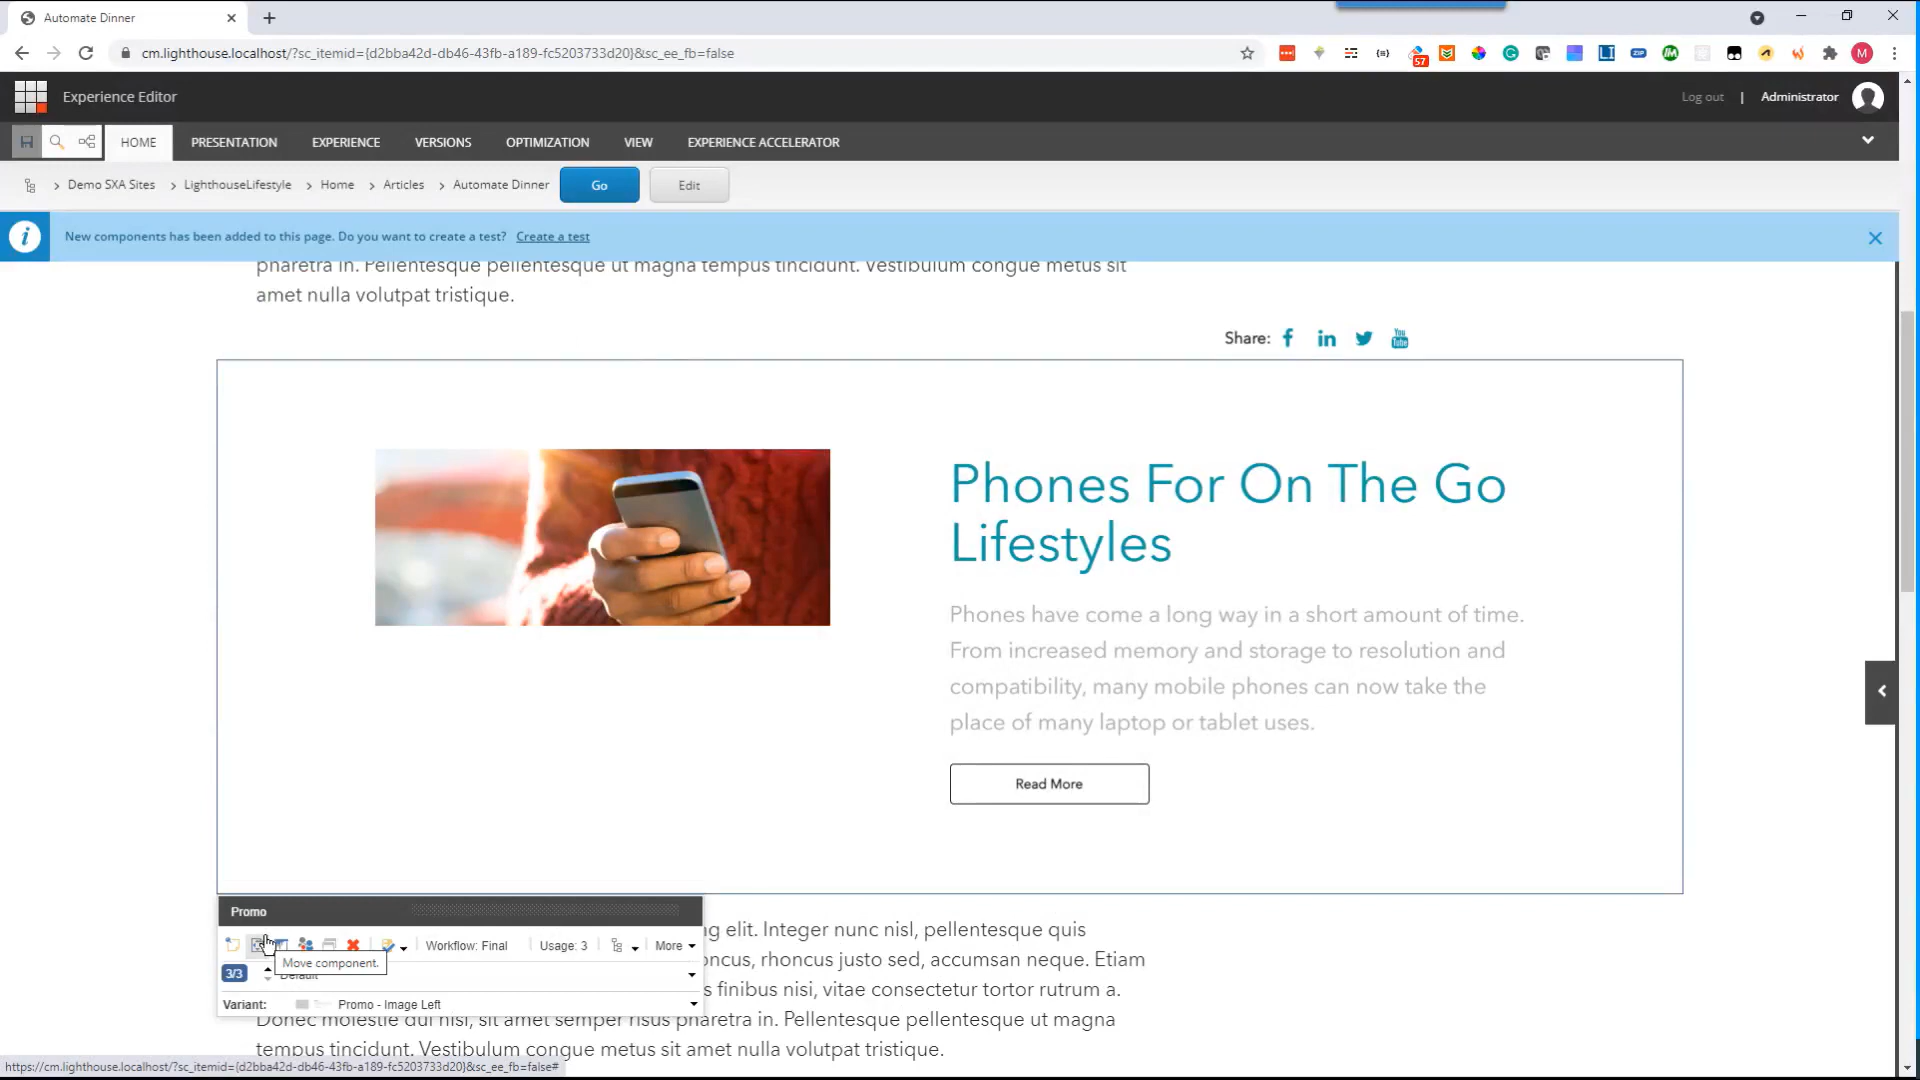 Automate Dinner
cm.lighthouse.localhost/?sc_itemid={d2bba42d-db46-43fb-a189-fc5203733d20}&sc_ee_fb=false
57
ZIP
M
Experience Editor
Log out | Administrator
HOME PRESENTATION EXPERIENCE VERSIONS OPTIMIZATION VIEW EXPERIENCE ACCELERATOR
Demo SXA Sites LighthouseLifestyle Home Articles Automate Dinner Go Edit
New components has been added to this page. Do you want to create a test? Create a test
pharetra in. Pellentesque pellentesque ut magna tempus tincidunt. Vestibulum congue metus sit
amet nulla volutpat tristique.
Share:
You Tube
Phones For On The Go
Lifestyles
Phones have come a long way in a short amount of time.
From increased memory and storage to resolution and
compatibility, many mobile phones can now take the
place of many laptop or tablet uses.
Read More
Promo
Workflow: Final Usage: 3 More
Move component.
3/3 Default
Variant: Promo - Image Left
ng elit. Integer nunc nisl, pellentesque quis
oncus, rhoncus justo sed, accumsan neque. Etiam
s finibus nisi, vitae consectetur tortor rutrum a.
Donec molestie dui nisl, sit amet semper risus pharetra in. Pellentesque pellentesque ut magna
tempus tincidunt. Vestibulum congue metus sit amet nulla volutpat tristique.
https://cm.lighthouse.localhost/?sc_itemid={d2bba42d-db46-43fb-a189-fc5203733d20}&sc_ee_fb=false#